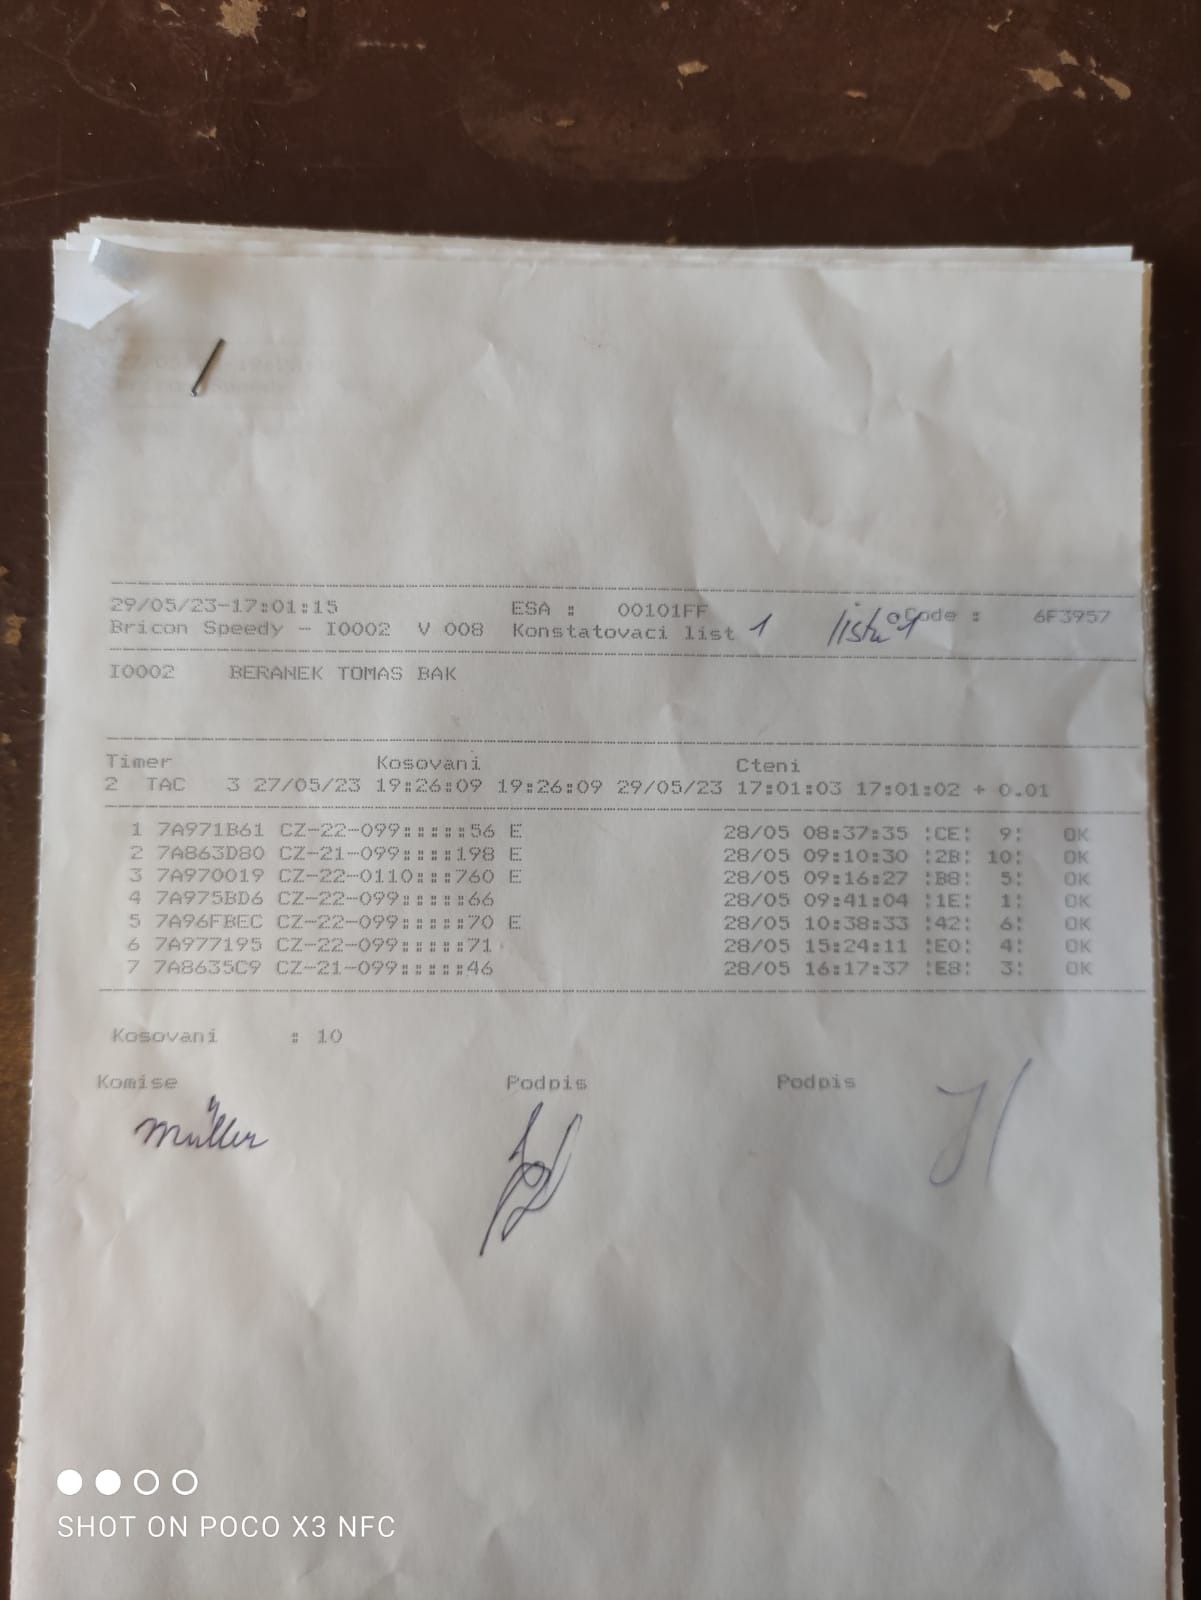 29/05/23-17:01:15 ESA : 00101FF Code : 6F3957
Bricon Speedy - I0002 V 008 Konstatovaci list 1
I0002 BERANEK TOMAS BAK
Timer Kosovani Cteni
2 TAC 3 27/05/23 19:26:09 19:26:09 29/05/23 17:01:03 17:01:02 + 0.01
1 7A971B61 CZ-22-099:::::56 E 28/05 08:37:35 :CE: 9: OK
2 7A863D80 CZ-21-099::::198 E 28/05 09:10:30 :2B: 10: OK
3 7A970019 CZ-22-0110:::760 E 28/05 09:16:27 :B8: 5: OK
4 7A975BD6 CZ-22-099:::::66 28/05 09:41:04 :1E: 1: OK
5 7A96FBEC CZ-22-099:::::70 E 28/05 10:38:33 :42: 6: OK
6 7A977195 CZ-22-099:::::71 28/05 15:24:11 :E0: 4: OK
7 7A8635C9 CZ-21-099:::::46 28/05 16:17:37 :E8: 3: OK
Kosovani : 10
Komise Podpis Podpis
Müller
SHOT ON POCO X3 NFC